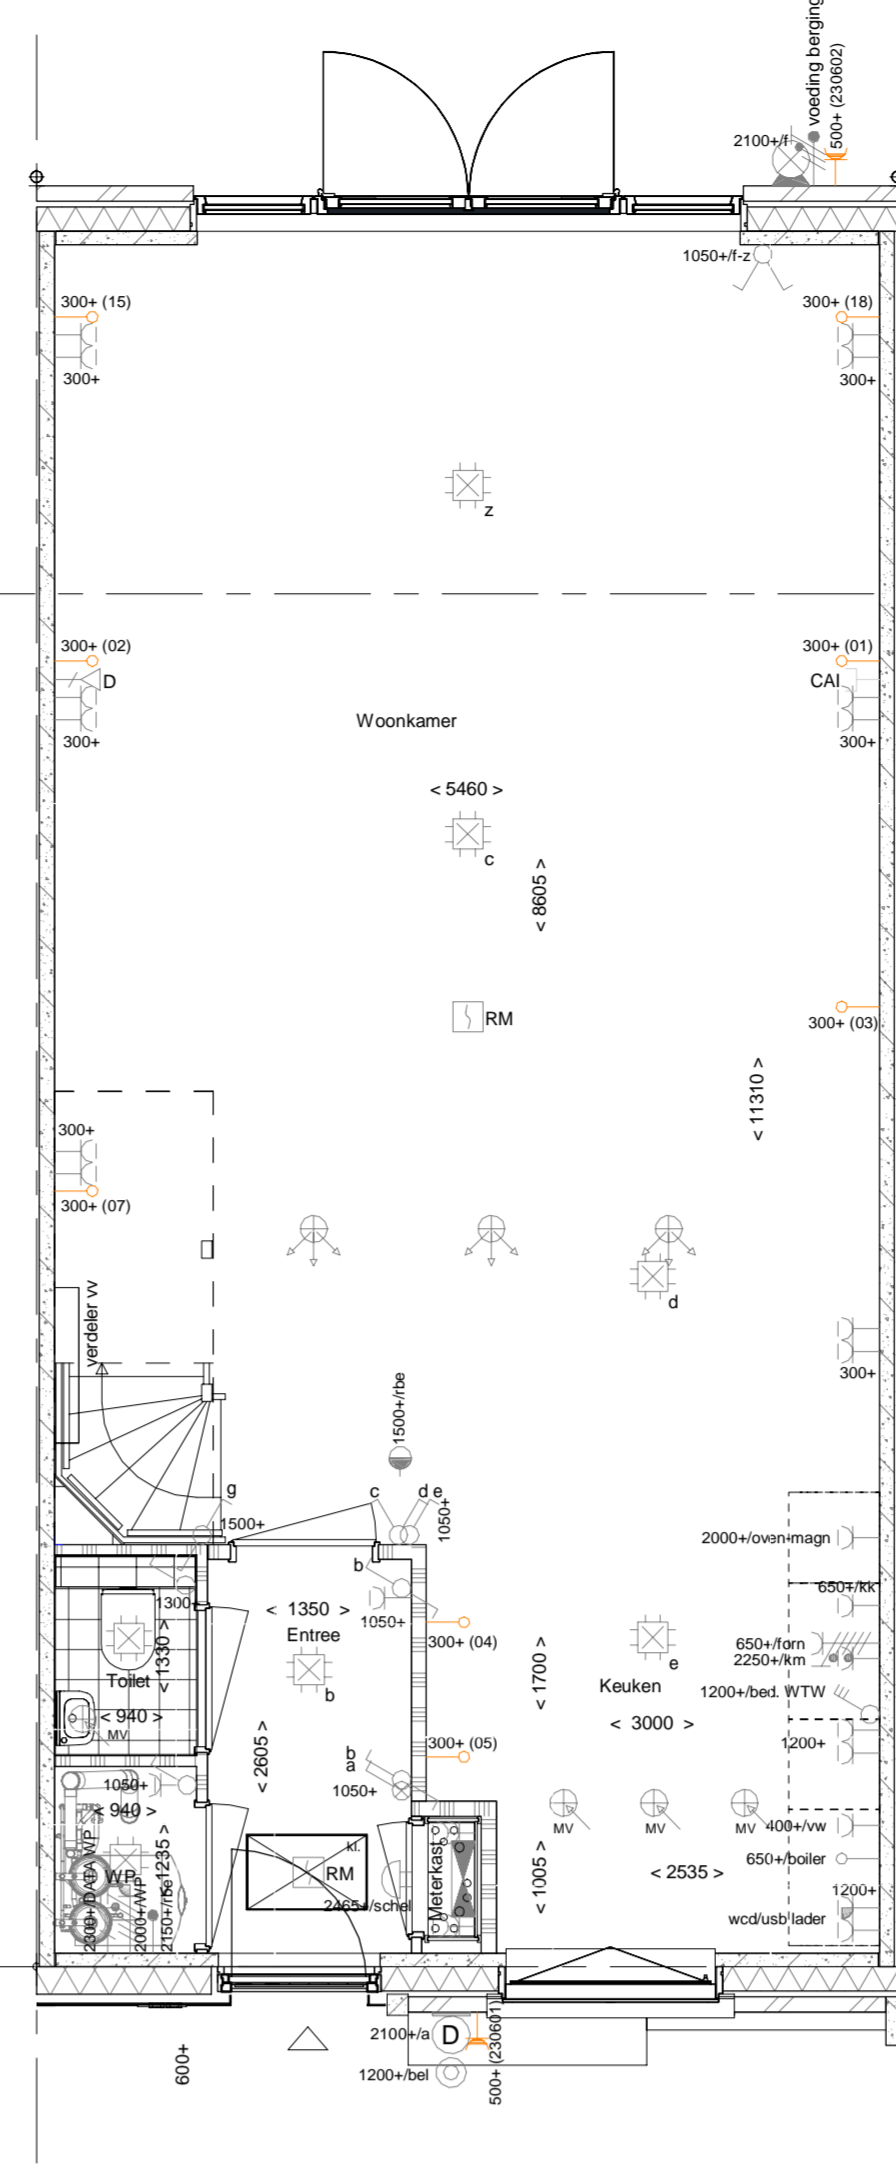 voeding berging
500+ (230602)
2100+/f
1050+/f-z
300+ (15)
300+ (18)
300+
300+
z
300+ (02)
300+ (01)
D
CAI
300+
300+
Woonkamer
< 5460 >
c
< 8605 >
RM
300+ (03)
< 11310 >
300+
300+ (07)
d
verdeler vv
300+
1500+/rbe
g
c
d e
1500+
1050+
2000+/oven-magn
b
650+/kk
1300+
1050+
< 1350 >
Entree
300+ (04)
650+/forn
2250+/km
< 1330 >
Toilet
b
< 1700 >
e
Keuken
1200+/bed. WTW
< 940 >
MV
< 3000 >
< 2605 >
b
a
300+ (05)
1200+
1050+
1050+
< 940 >
MV
MV
MV
400+/vw
kl.
< 1235 >
WP
RM
Meterkast
< 1005 >
< 2535 >
650+/boiler
2300+/DATA WP
2000+/WP
2150+/rbe
2465+/schel
1200+
wcd/usb lader
2100+/a
D
500+ (230601)
600+
1200+/bel